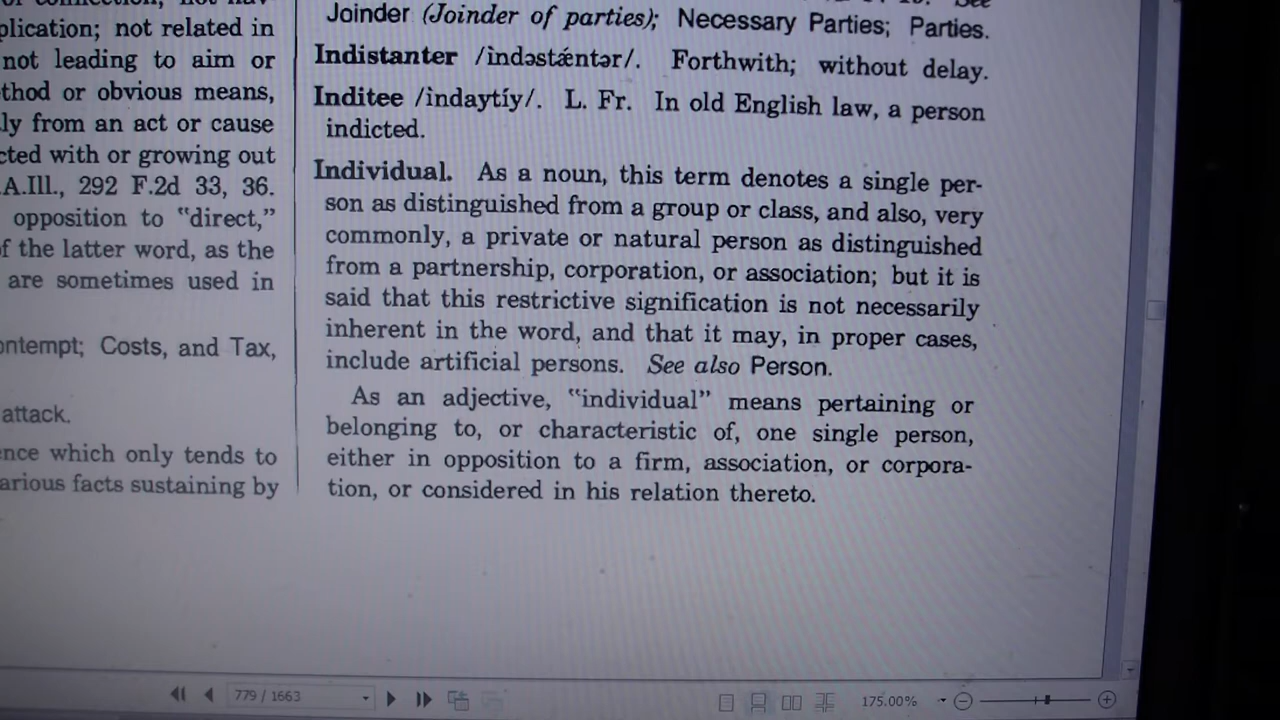 plication; not related in
not leading to aim or
thod or obvious means,
ly from an act or cause
cted with or growing out
A.Ill., 292 F.2d 33, 36.
opposition to "direct,"
f the latter word, as the
are sometimes used in
ontempt; Costs, and Tax,
attack.
nce which only tends to
arious facts sustaining by
See
Joinder (Joinder of parties); Necessary Parties; Parties.
Indistanter /ìndəstǽntər/. Forthwith; without delay.
Inditee /indaytíy/. L. Fr. In old English law, a person
indicted.
Individual. As a noun, this term denotes a single per-
son as distinguished from a group or class, and also, very
commonly, a private or natural person as distinguished
from a partnership, corporation, or association; but it is
said that this restrictive signification is not necessarily
inherent in the word, and that it may, in proper cases,
include artificial persons. See also Person.
As an adjective, "individual" means pertaining or
belonging to, or characteristic of, one single person,
either in opposition to a firm, association, or corpora-
tion, or considered in his relation thereto.
779 / 1663
175.00%